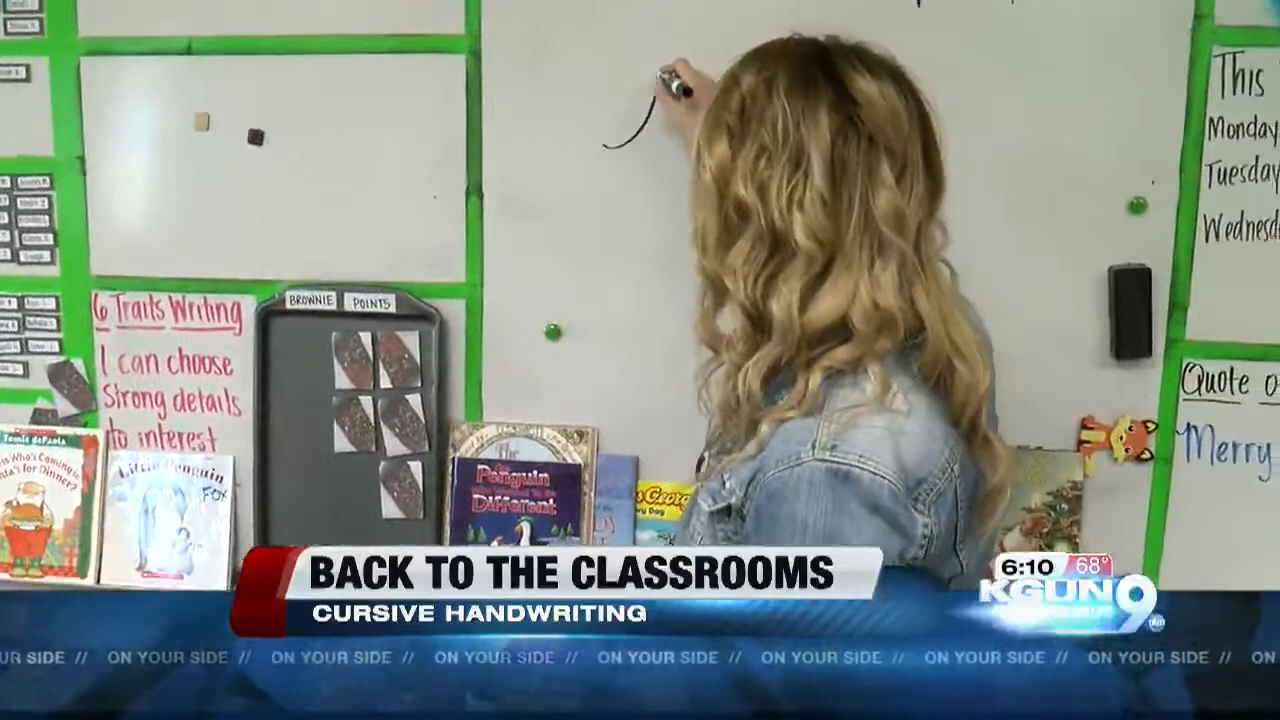 This
Monday
Tuesday
Wednesd
BROWNIE POINTS
6 Traits Writing
I can choose
Strong details
to interest
Quote o
Merry
Tomie dePaola
Who's Coming
for Dinner?
Little Penguin
FOX
The
Penguin
Different
BACK TO THE CLASSROOMS
CURSIVE HANDWRITING
6:10 68°
KGUN 9
UR SIDE // ON YOUR SIDE // ON YOUR SIDE // ON YOUR SIDE // ON YOUR SIDE // ON YOUR SIDE // ON YOUR SIDE // ON YOUR SIDE // ON